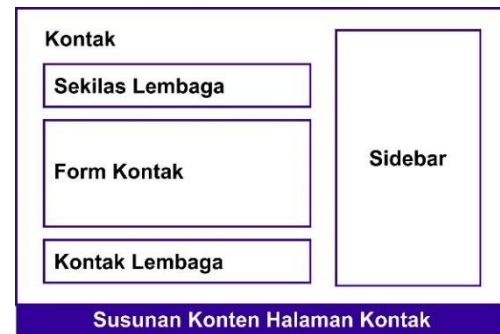 Kontak
Sekilas Lembaga
Form Kontak
Kontak Lembaga
Sidebar
Susunan Konten Halaman Kontak